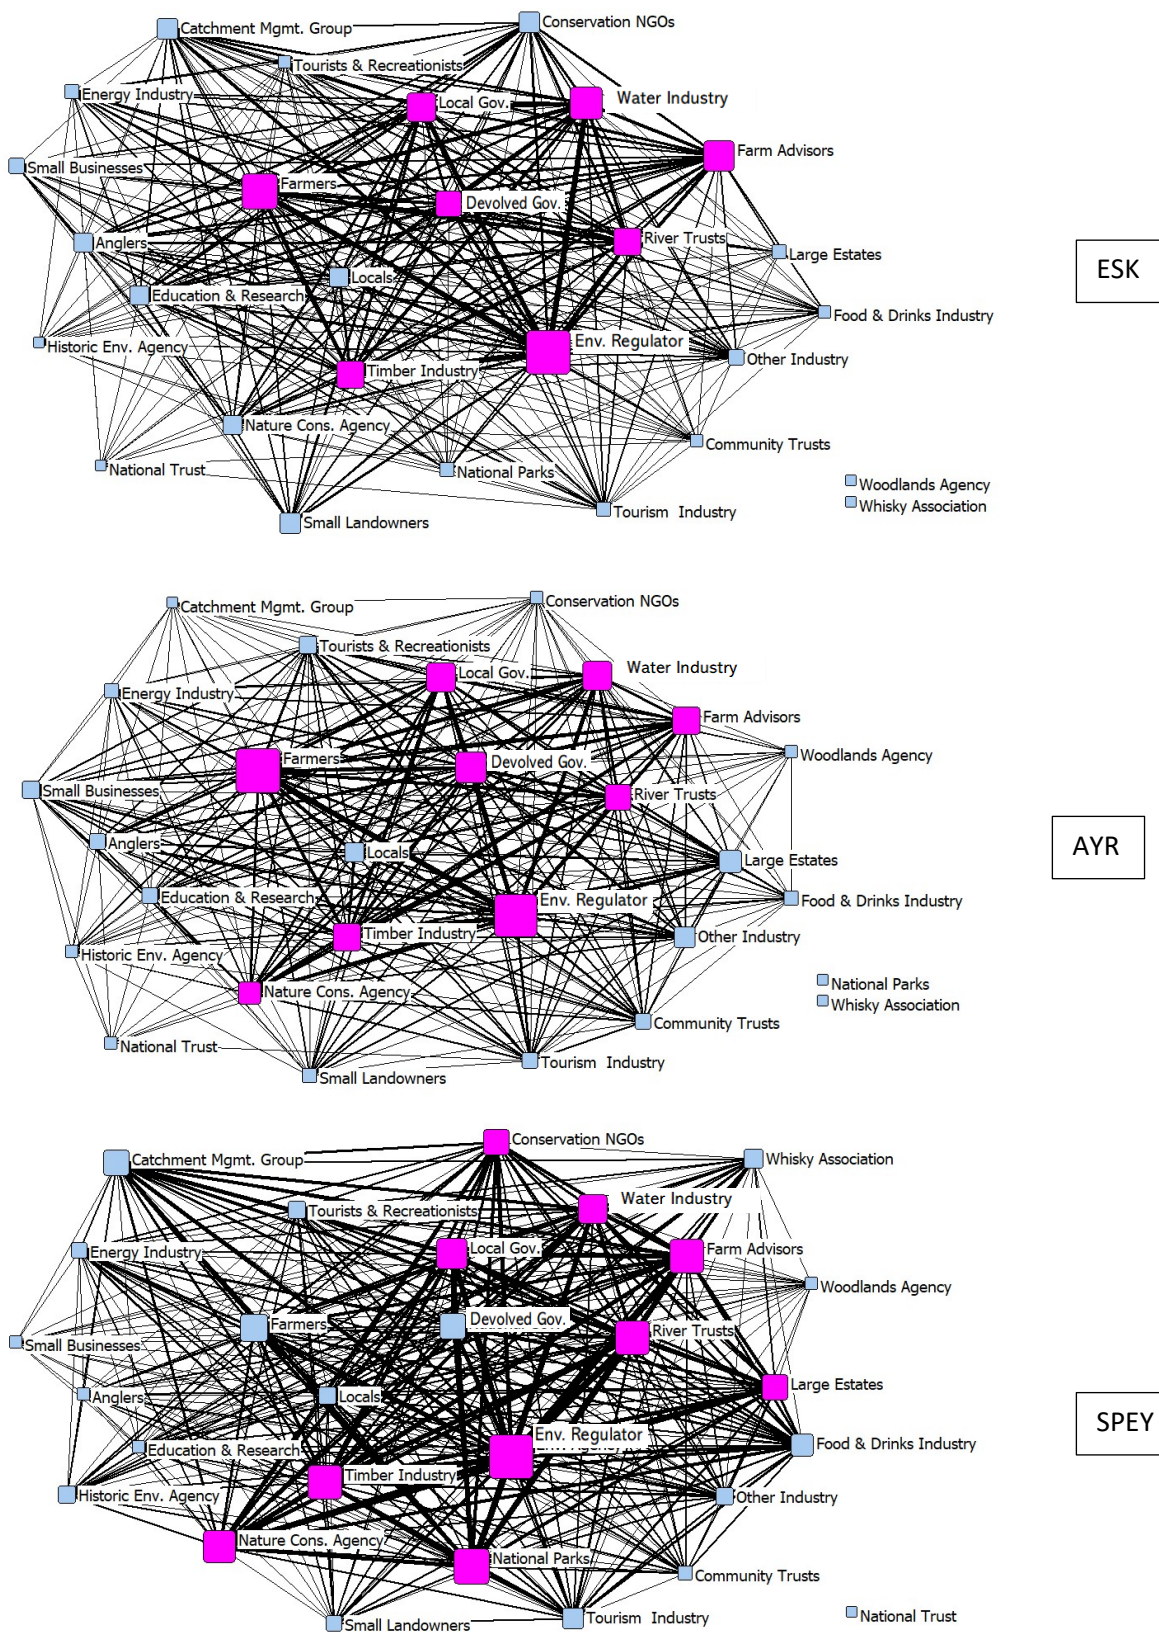 Conservation NGOs
Catchment Mgmt. Group
Tourists & Recreationists
Energy Industry
Local Gov.
Water Industry
Farm Advisors
Small Businesses
Farmers
Devolved Gov.
River Trusts
Anglers
Large Estates
Locals
Education & Research
Food & Drinks Industry
Historic Env. Agency
Env. Regulator
Other Industry
Timber Industry
Nature Cons. Agency
Community Trusts
National Trust
National Parks
Woodlands Agency
Whisky Association
Tourism Industry
Small Landowners
ESK
Catchment Mgmt. Group
Conservation NGOs
Tourists & Recreationists
Local Gov.
Water Industry
Energy Industry
Farm Advisors
Farmers
Devolved Gov.
Woodlands Agency
Small Businesses
River Trusts
Anglers
Locals
Large Estates
Education & Research
Food & Drinks Industry
Env. Regulator
Timber Industry
Other Industry
Historic Env. Agency
Nature Cons. Agency
National Parks
Whisky Association
Community Trusts
National Trust
Tourism Industry
Small Landowners
AYR
Conservation NGOs
Catchment Mgmt. Group
Whisky Association
Water Industry
Tourists & Recreationists
Energy Industry
Local Gov.
Farm Advisors
Woodlands Agency
Farmers
Devolved Gov.
River Trusts
Small Businesses
Large Estates
Anglers
Locals
Env. Regulator
Education & Research
Food & Drinks Industry
Timber Industry
Historic Env. Agency
Other Industry
Nature Cons. Agency
National Parks
Community Trusts
Small Landowners
Tourism Industry
National Trust
SPEY